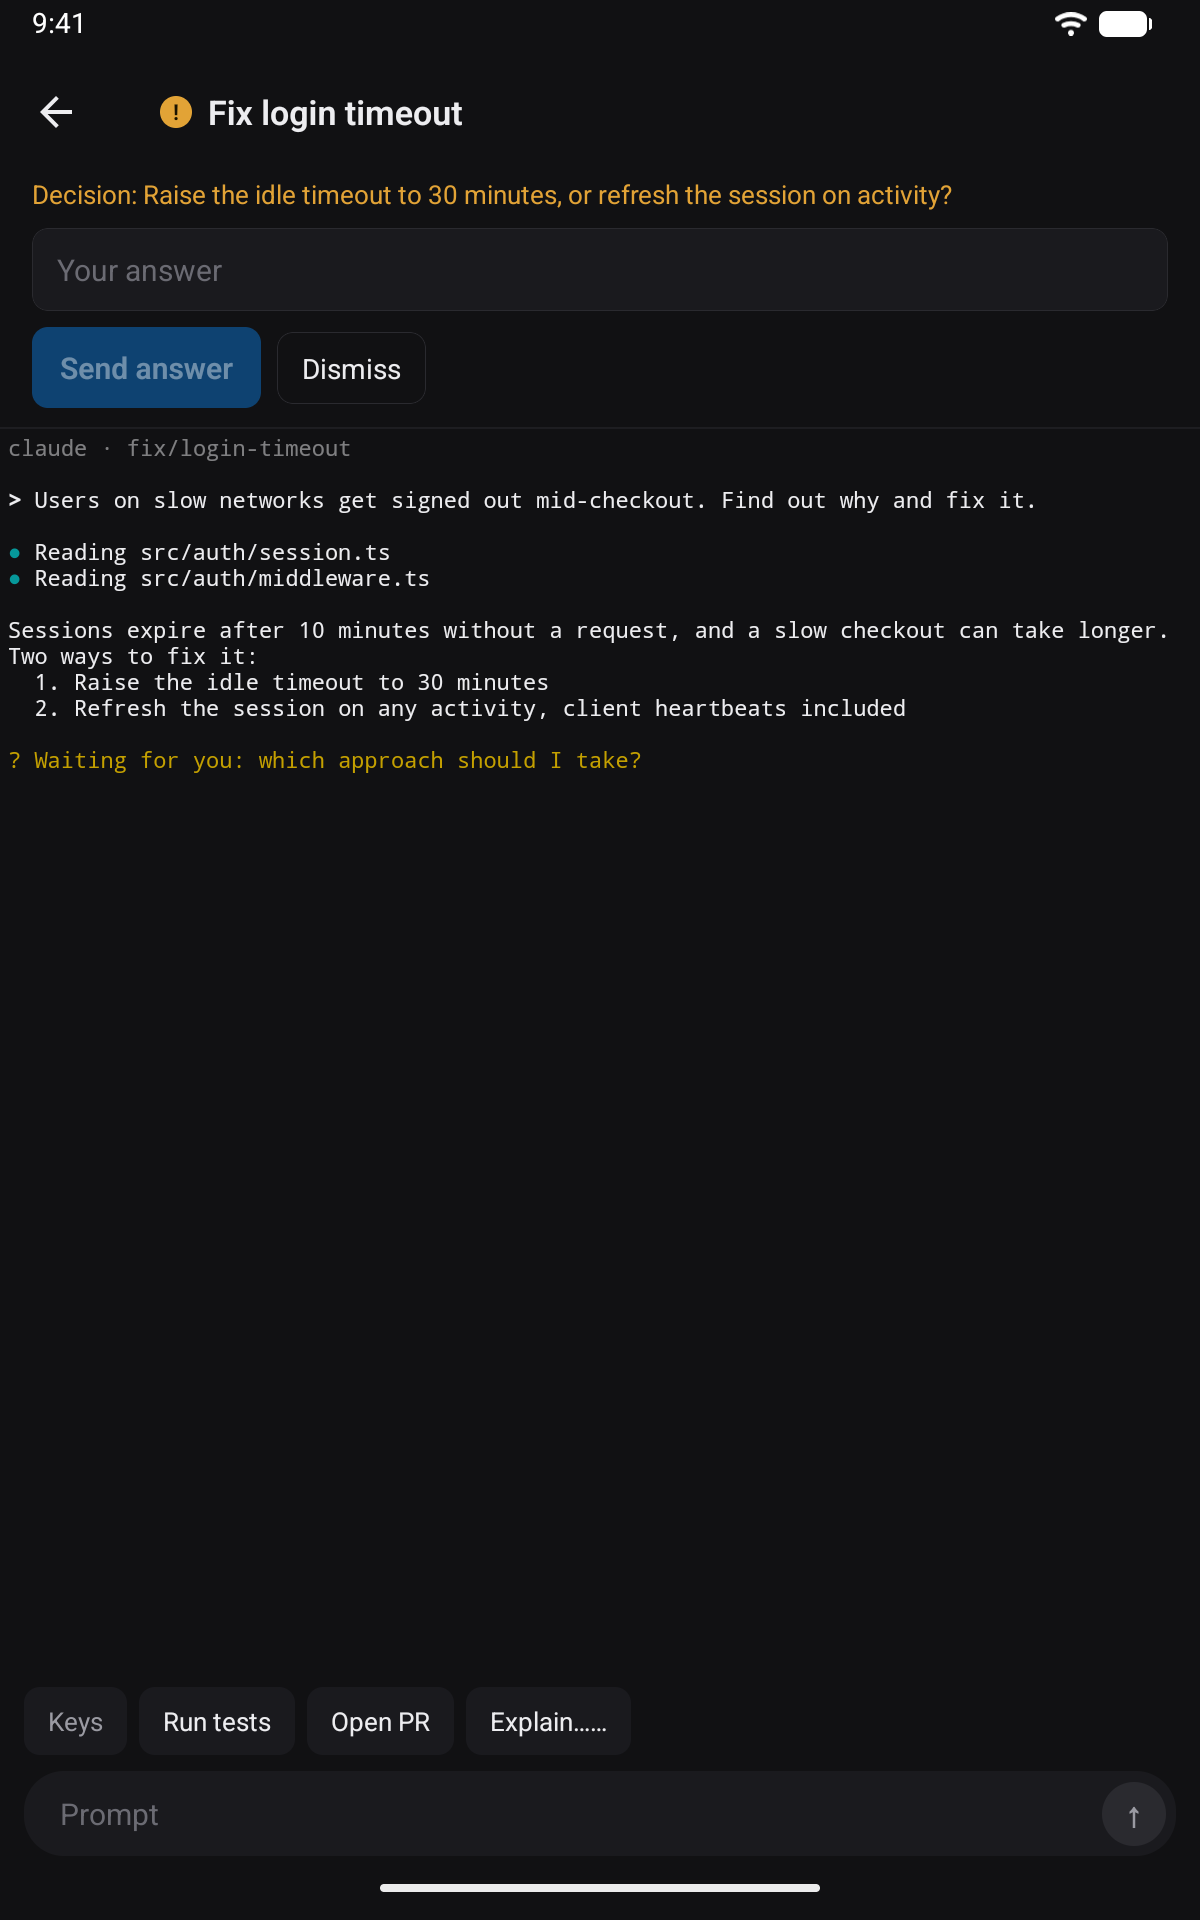 9:41
! Fix login timeout
Decision: Raise the idle timeout to 30 minutes, or refresh the session on activity?
Your answer
Send answer
Dismiss
claude · fix/login-timeout
> Users on slow networks get signed out mid-checkout. Find out why and fix it.
● Reading src/auth/session.ts
● Reading src/auth/middleware.ts
Sessions expire after 10 minutes without a request, and a slow checkout can take longer.
Two ways to fix it:
1. Raise the idle timeout to 30 minutes
2. Refresh the session on any activity, client heartbeats included
? Waiting for you: which approach should I take?
Keys
Run tests
Open PR
Explain……
Prompt
↑